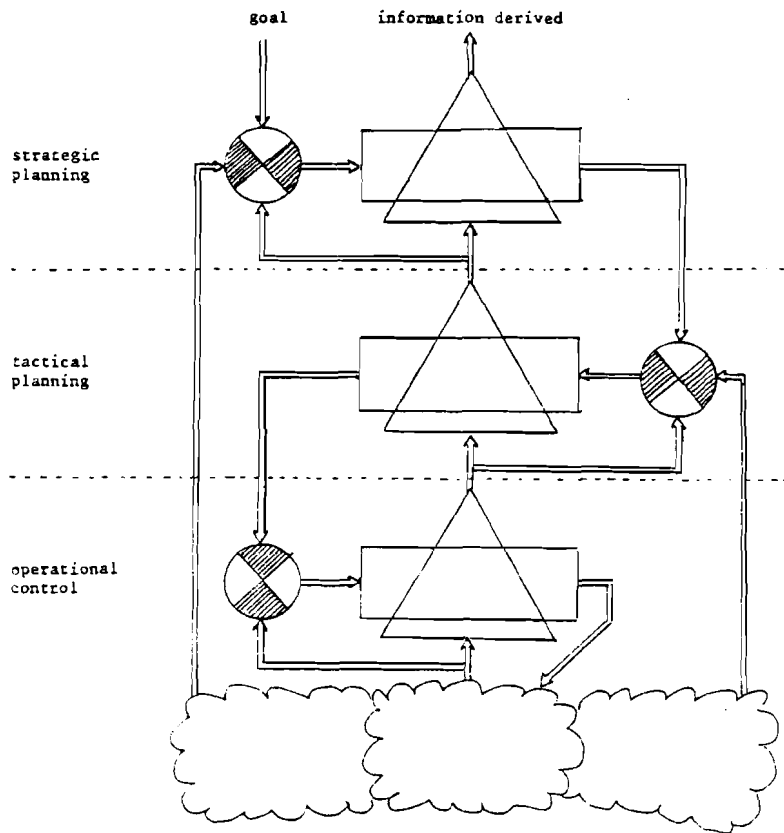 goal
information derived
strategic
planning
tactical
planning
operational
control